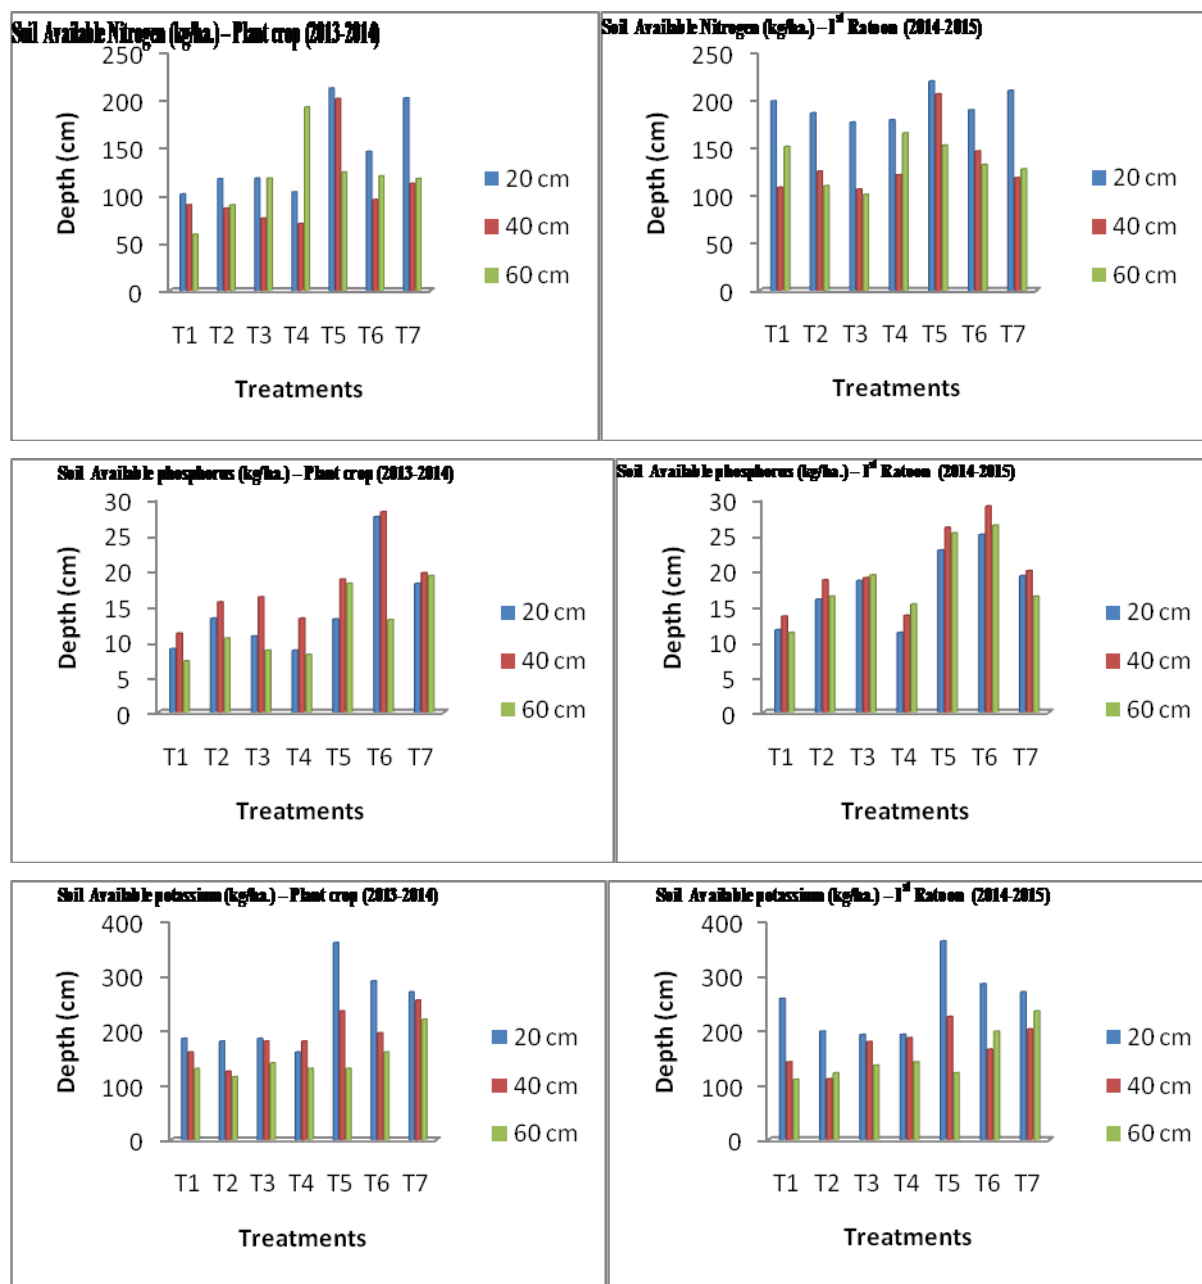 Soil Available Nitrogen (kg/ha.) – Plant crop (2013-2014)
250
200
150
100
50
0
Depth (cm)
T1 T2 T3 T4 T5 T6 T7
Treatments
20 cm
40 cm
60 cm
Soil Available Nitrogen (kg/ha.) – Ist Ratoon (2014-2015)
250
200
150
100
50
0
Depth (cm)
T1 T2 T3 T4 T5 T6 T7
Treatments
20 cm
40 cm
60 cm
Soil Available phosphorus (kg/ha.) – Plant crop (2013-2014)
30
25
20
15
10
5
0
Depth (cm)
T1 T2 T3 T4 T5 T6 T7
Treatments
20 cm
40 cm
60 cm
Soil Available phosphorus (kg/ha.) – Ist Ratoon (2014-2015)
30
25
20
15
10
5
0
Depth (cm)
T1 T2 T3 T4 T5 T6 T7
Treatments
20 cm
40 cm
60 cm
Soil Available potassium (kg/ha.) – Plant crop (2013-2014)
400
300
200
100
0
Depth (cm)
T1 T2 T3 T4 T5 T6 T7
Treatments
20 cm
40 cm
60 cm
Soil Available potassium (kg/ha.) – Ist Ratoon (2014-2015)
400
300
200
100
0
Depth (cm)
T1 T2 T3 T4 T5 T6 T7
Treatments
20 cm
40 cm
60 cm